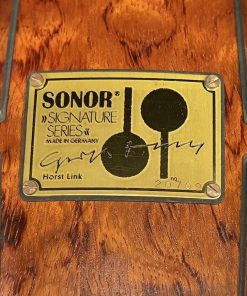 SONOR®
»SIGNATURE
SERIES«
MADE IN GERMANY
Horst Link